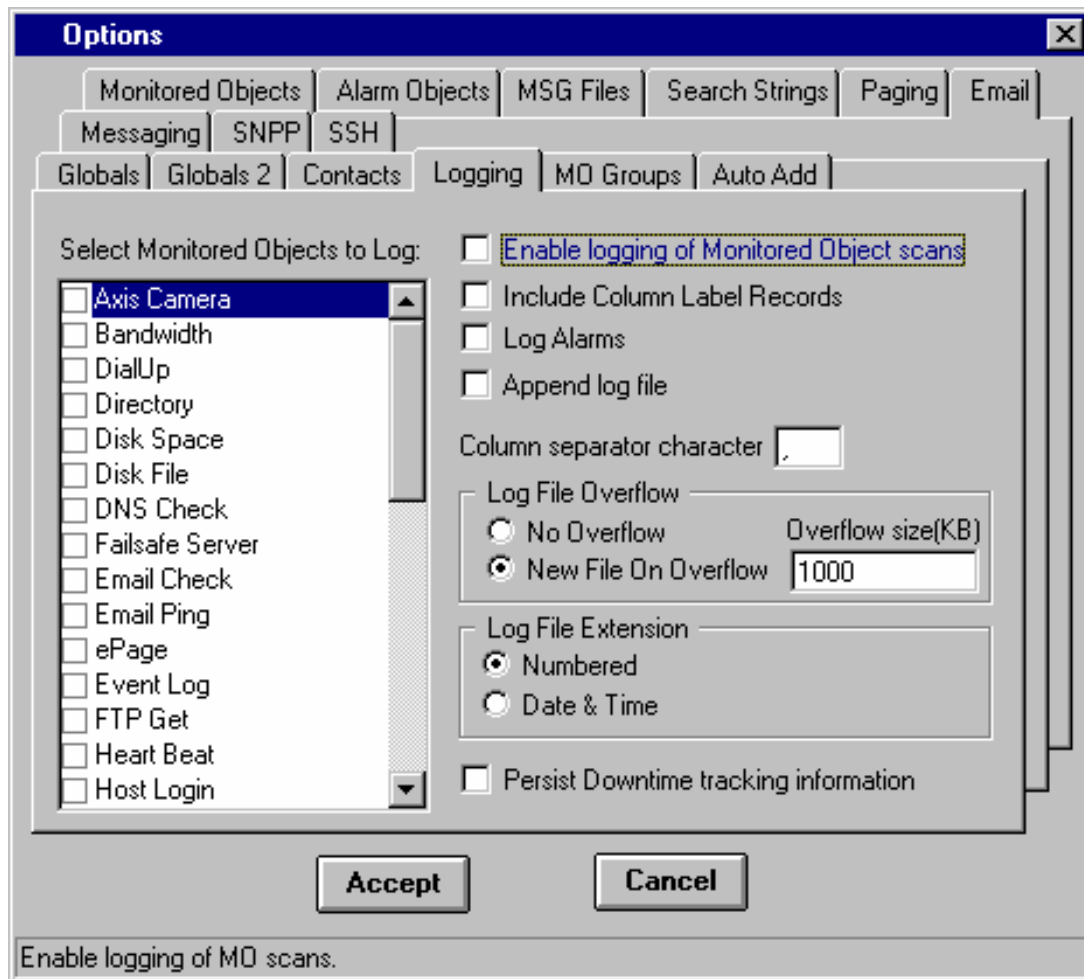 Options
Monitored Objects Alarm Objects MSG Files Search Strings Paging Email
Messaging SNPP SSH
Globals Globals 2 Contacts Logging MO Groups Auto Add
Select Monitored Objects to Log:
Axis Camera
Bandwidth
DialUp
Directory
Disk Space
Disk File
DNS Check
Failsafe Server
Email Check
Email Ping
ePage
Event Log
FTP Get
Heart Beat
Host Login
Enable logging of Monitored Object scans
Include Column Label Records
Log Alarms
Append log file
Column separator character ,
Log File Overflow
No Overflow
New File On Overflow
Overflow size(KB)
1000
Log File Extension
Numbered
Date & Time
Persist Downtime tracking information
Accept Cancel
Enable logging of MO scans.